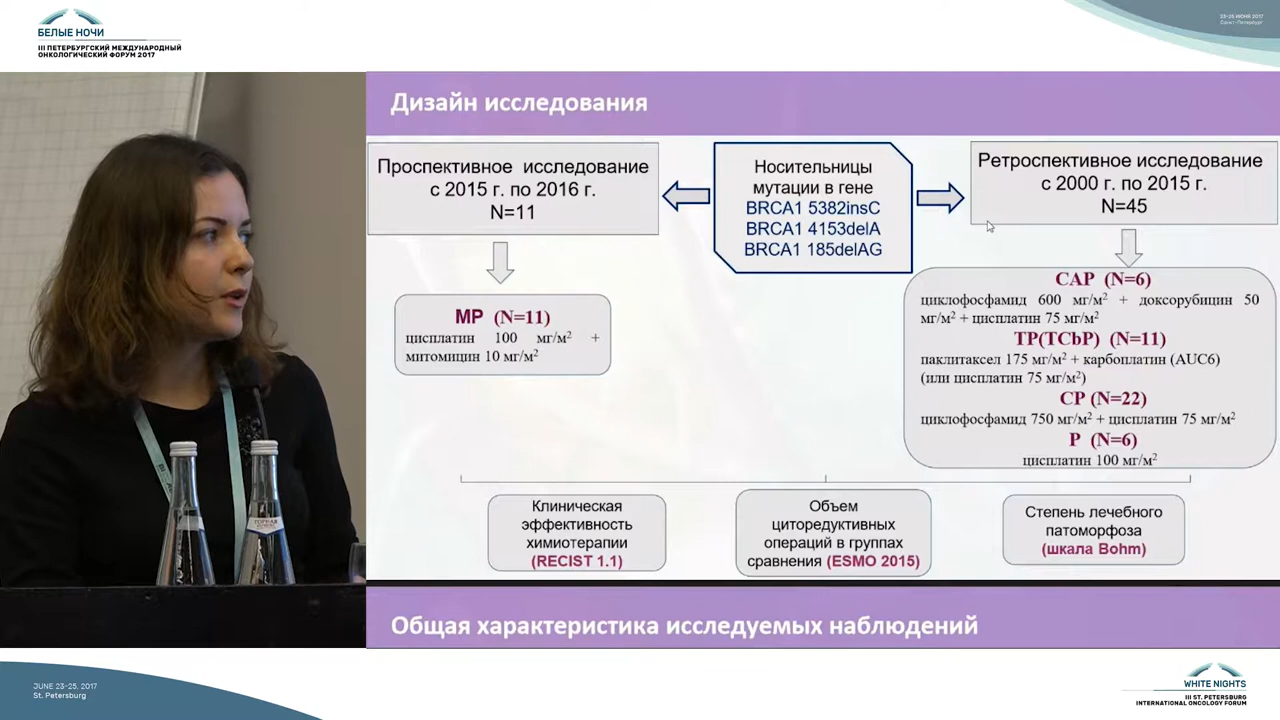 БЕЛЫЕ НОЧИ
III ПЕТЕРБУРГСКИЙ МЕЖДУНАРОДНЫЙ
ОНКОЛОГИЧЕСКИЙ ФОРУМ 2017
23-25 ИЮНЯ 2017
Санкт-Петербург
Дизайн исследования
Проспективное исследование
с 2015 г. по 2016 г.
N=11
Носительницы
мутации в гене
BRCA1 5382insC
BRCA1 4153delA
BRCA1 185delAG
Ретроспективное исследование
с 2000 г. по 2015 г.
N=45
MP (N=11)
цисплатин 100 мг/м² +
митомицин 10 мг/м²
CAP (N=6)
циклофосфамид 600 мг/м² + доксорубицин 50
мг/м² + цисплатин 75 мг/м²
TP(TCbP) (N=11)
паклитаксел 175 мг/м² + карбоплатин (AUC6)
(или цисплатин 75 мг/м²)
CP (N=22)
циклофосфамид 750 мг/м² + цисплатин 75 мг/м²
P (N=6)
цисплатин 100 мг/м²
Клиническая
эффективность
химиотерапии
(RECIST 1.1)
Объем
циторедуктивных
операций в группах
сравнения (ESMO 2015)
Степень лечебного
патоморфоза
(шкала Bohm)
Общая характеристика исследуемых наблюдений
JUNE 23-25, 2017
St. Petersburg
WHITE NIGHTS
III ST. PETERSBURG
INTERNATIONAL ONCOLOGY FORUM